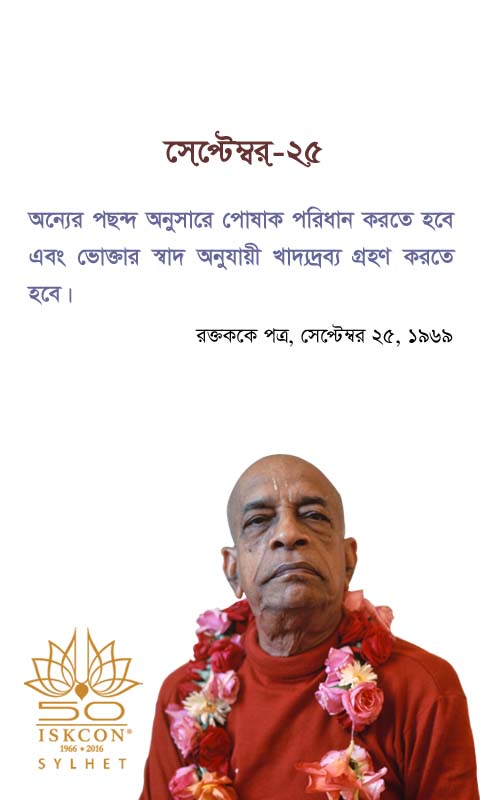 সেপ্টেম্বর-২৫
অন্যের পছন্দ অনুসারে পোষাক পরিধান করতে হবে
এবং ভোক্তার স্বাদ অনুযায়ী খাদ্যদ্রব্য গ্রহণ করতে
হবে।
রক্তককে পত্র, সেপ্টেম্বর ২৫, ১৯৬৯
50
ISKCON®
1966 • 2016
SYLHET